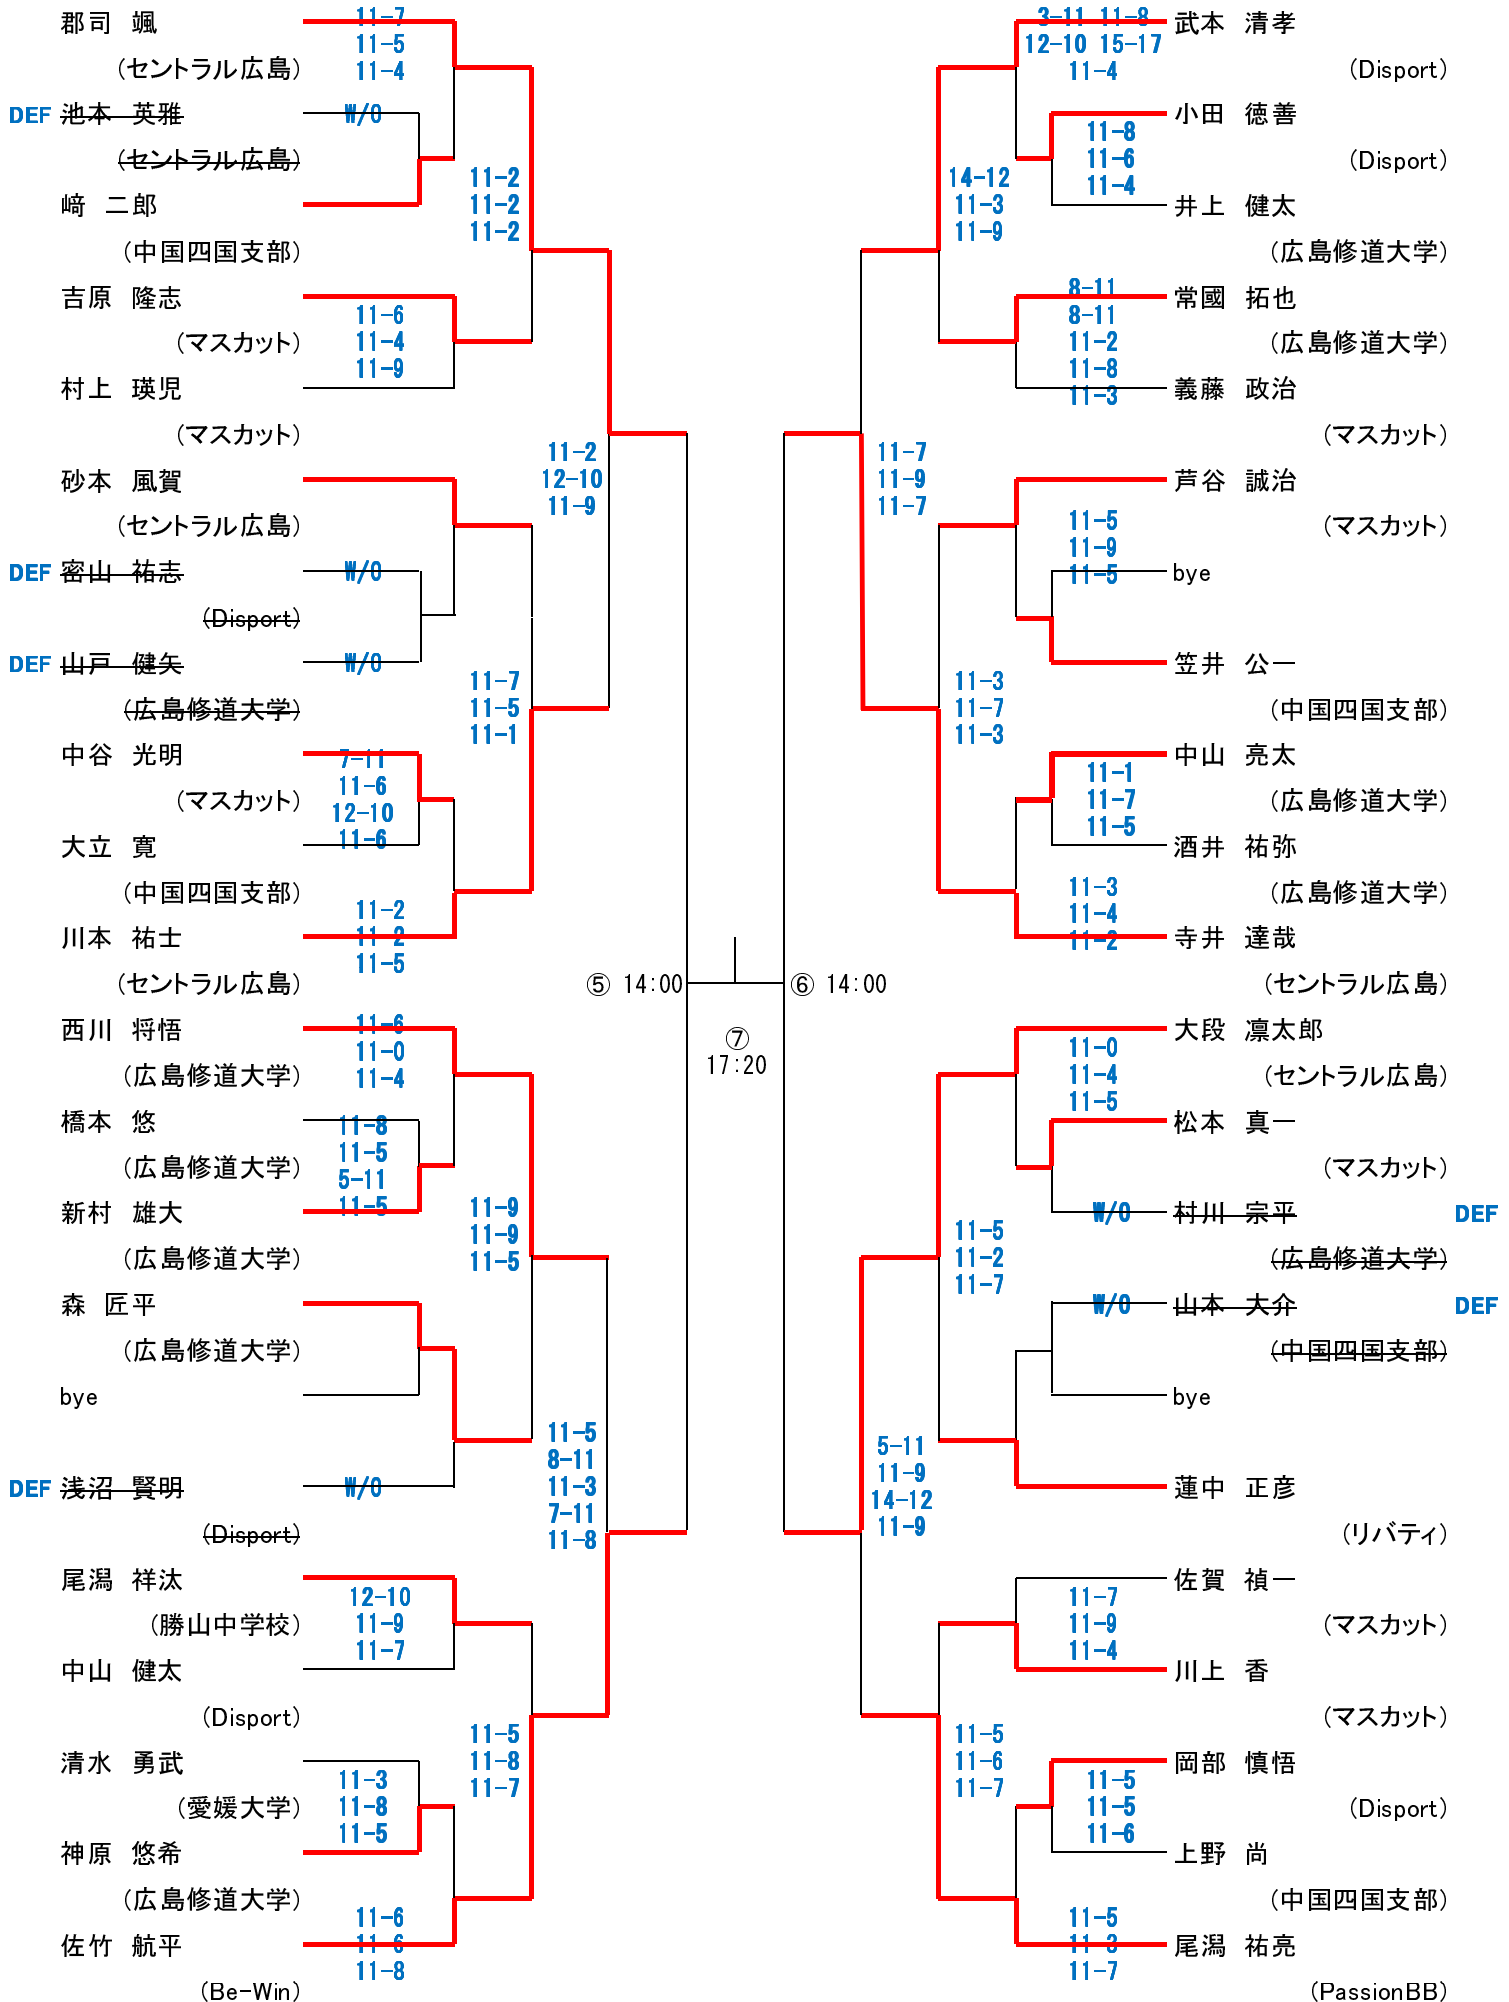 郡司 颯
(セントラル広島)
11-7
11-5
11-4
DEF 池本 英雅
(セントラル広島)
W/O
﨑 二郎
(中国四国支部)
11-2
11-2
11-2
吉原 隆志
(マスカット)
11-6
11-4
11-9
村上 瑛児
(マスカット)
11-2
12-10
11-9
砂本 風賀
(セントラル広島)
DEF 密山 祐志
(Disport)
W/O
DEF 山戸 健矢
(広島修道大学)
W/O
11-7
11-5
11-1
中谷 光明
(マスカット)
7-11
11-6
12-10
11-6
大立 寛
(中国四国支部)
川本 祐士
(セントラル広島)
11-2
11-2
11-5
⑤ 14:00
西川 将悟
(広島修道大学)
11-6
11-0
11-4
橋本 悠
(広島修道大学)
11-8
11-5
5-11
11-5
新村 雄大
(広島修道大学)
11-9
11-9
11-5
森 匠平
(広島修道大学)
bye
11-5
8-11
11-3
7-11
11-8
DEF 浅沼 賢明
(Disport)
W/O
尾潟 祥汰
(勝山中学校)
12-10
11-9
11-7
中山 健太
(Disport)
11-5
11-8
11-7
清水 勇武
(愛媛大学)
11-3
11-8
11-5
神原 悠希
(広島修道大学)
佐竹 航平
(Be-Win)
11-6
11-6
11-8
⑦
17:20
武本 清孝
(Disport)
3-11 11-8
12-10 15-17
11-4
小田 徳善
(Disport)
11-8
11-6
11-4
井上 健太
(広島修道大学)
14-12
11-3
11-9
常國 拓也
(広島修道大学)
8-11
8-11
11-2
11-8
11-3
義藤 政治
(マスカット)
11-7
11-9
11-7
芦谷 誠治
(マスカット)
11-5
11-9
11-5
bye
笠井 公一
(中国四国支部)
11-3
11-7
11-3
中山 亮太
(広島修道大学)
11-1
11-7
11-5
酒井 祐弥
(広島修道大学)
11-3
11-4
11-2
寺井 達哉
(セントラル広島)
⑥ 14:00
大段 凛太郎
(セントラル広島)
11-0
11-4
11-5
松本 真一
(マスカット)
W/O
村川 宗平 DEF
(広島修道大学)
11-5
11-2
11-7
W/O
山本 大介 DEF
(中国四国支部)
bye
5-11
11-9
14-12
11-9
蓮中 正彦
(リバティ)
佐賀 禎一
(マスカット)
11-7
11-9
11-4
川上 香
(マスカット)
11-5
11-6
11-7
岡部 慎悟
(Disport)
11-5
11-5
11-6
上野 尚
(中国四国支部)
11-5
11-3
11-7
尾潟 祐亮
(PassionBB)